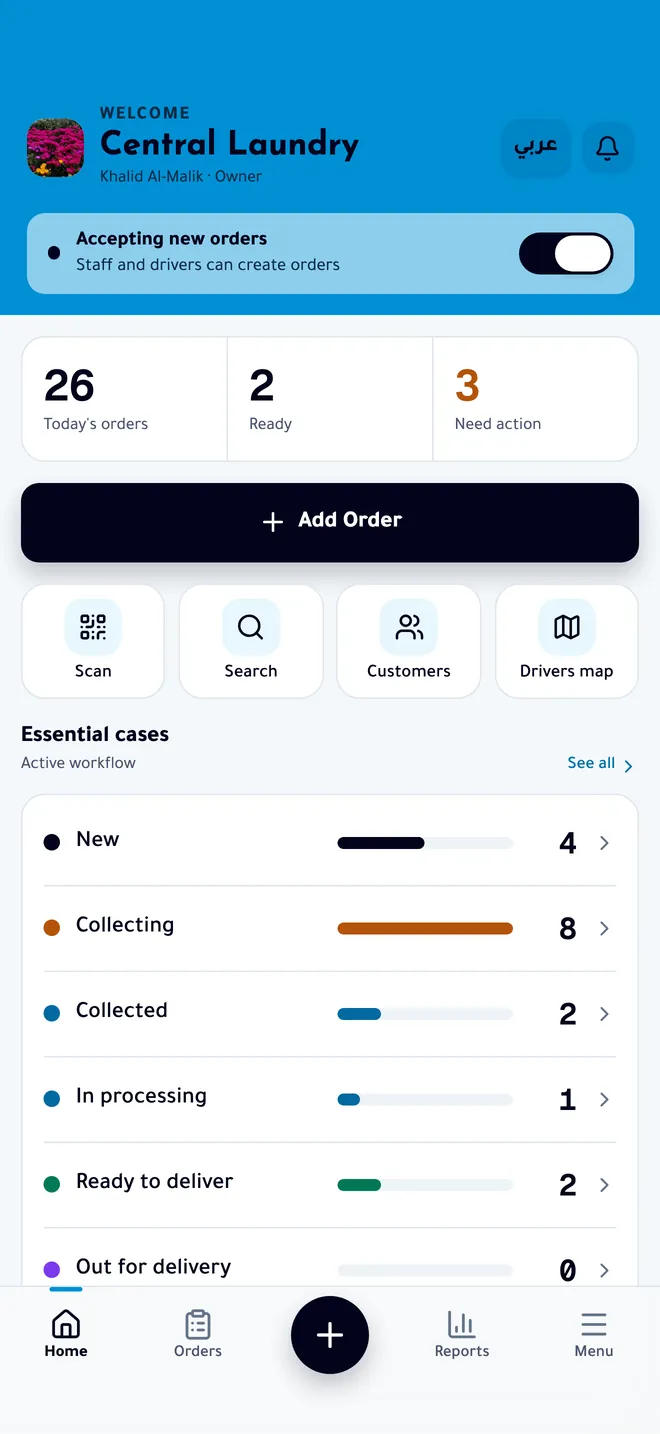 WELCOME
Central Laundry
Khalid Al-Malik · Owner
عربي
Accepting new orders
Staff and drivers can create orders
26
Today's orders
2
Ready
3
Need action
Add Order
Scan
Search
Customers
Drivers map
Essential cases
Active workflow
See all
New 4
Collecting 8
Collected 2
In processing 1
Ready to deliver 2
Out for delivery 0
Home
Orders
Reports
Menu